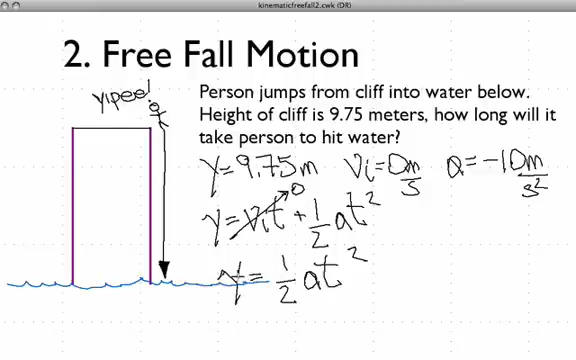 kinematicfreefall2.cwk (DR)
2. Free Fall Motion
yipee!
Person jumps from cliff into water below.
Height of cliff is 9.75 meters, how long will it
take person to hit water?
y=9.75m Vi=0m/s a=-10m/s²
y=Vit→0+1/2at²
y=1/2at²